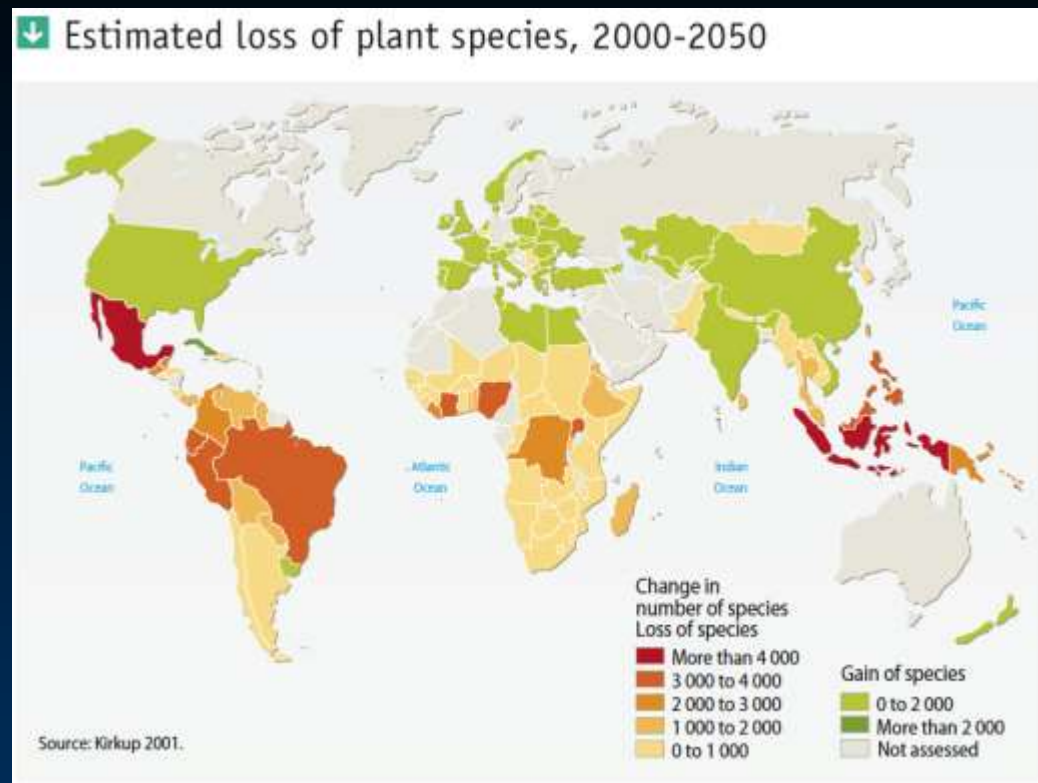 Estimated loss of plant species, 2000-2050
Pacific
Ocean
Pacific
Ocean
Atlantic
Ocean
Indian
Ocean
Change in
number of species
Loss of species
More than 4 000
3 000 to 4 000
2 000 to 3 000
1 000 to 2 000
0 to 1 000
Gain of species
0 to 2 000
More than 2 000
Not assessed
Source: Kirkup 2001.